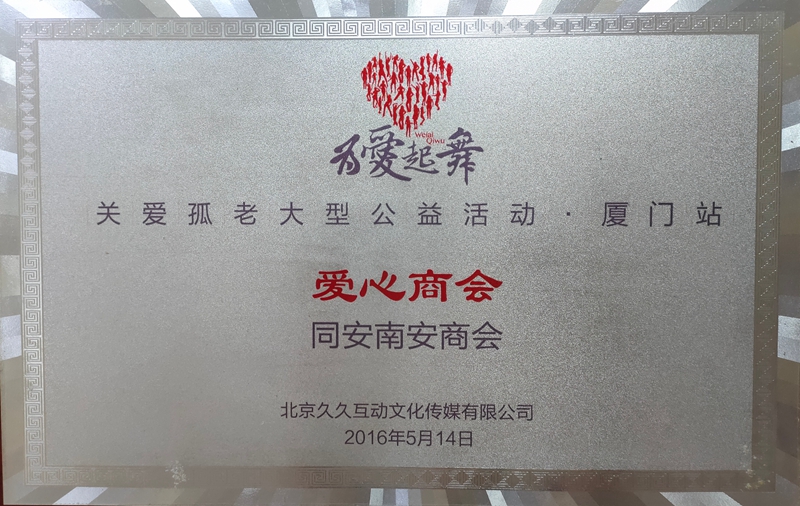 Weiai
Qiwu
为爱起舞
关爱孤老大型公益活动·厦门站
爱心商会
同安南安商会
北京久久互动文化传媒有限公司
2016年5月14日